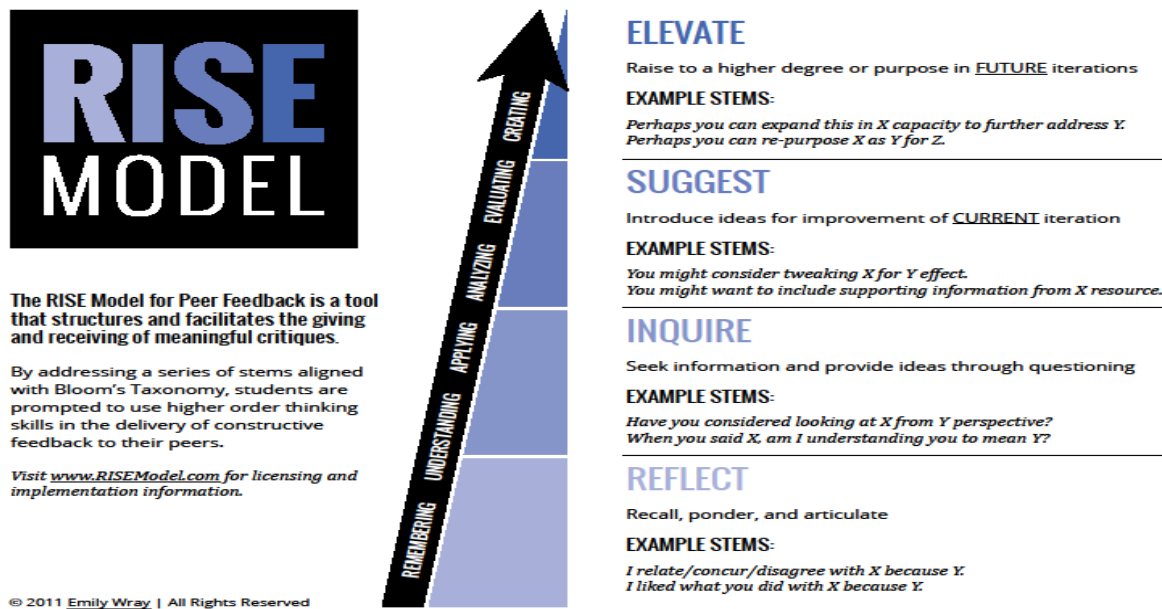 RISE
MODEL
The RISE Model for Peer Feedback is a tool
that structures and facilitates the giving
and receiving of meaningful critiques.
By addressing a series of stems aligned
with Bloom's Taxonomy, students are
prompted to use higher order thinking
skills in the delivery of constructive
feedback to their peers.
Visit www.RISEModel.com for licensing and
implementation information.
© 2011 Emily Wray | All Rights Reserved
REMEMBERING UNDERSTANDING APPLYING ANALYZING EVALUATING CREATING
ELEVATE
Raise to a higher degree or purpose in FUTURE iterations
EXAMPLE STEMS:
Perhaps you can expand this in X capacity to further address Y.
Perhaps you can re-purpose X as Y for Z.
SUGGEST
Introduce ideas for improvement of CURRENT iteration
EXAMPLE STEMS:
You might consider tweaking X for Y effect.
You might want to include supporting information from X resource.
INQUIRE
Seek information and provide ideas through questioning
EXAMPLE STEMS:
Have you considered looking at X from Y perspective?
When you said X, am I understanding you to mean Y?
REFLECT
Recall, ponder, and articulate
EXAMPLE STEMS:
I relate/concur/disagree with X because Y.
I liked what you did with X because Y.